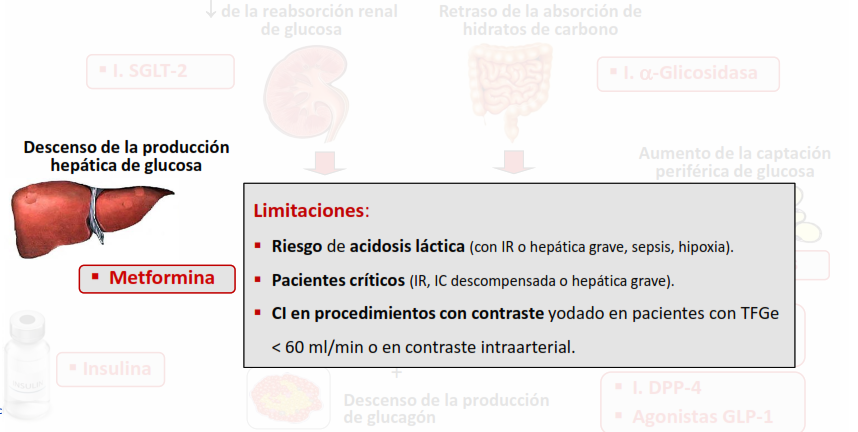 ↓ de la reabsorción renal
de glucosa
Retraso de la absorción de
hidratos de carbono
▪ I. SGLT-2
▪ I. α-Glicosidasa
Descenso de la producción
hepática de glucosa
Aumento de la captación
periférica de glucosa
Limitaciones:
▪ Riesgo de acidosis láctica (con IR o hepática grave, sepsis, hipoxia).
▪ Metformina
▪ Pacientes críticos (IR, IC descompensada o hepática grave).
▪ CI en procedimientos con contraste yodado en pacientes con TFGe
< 60 ml/min o en contraste intraarterial.
▪ Insulina
+
Descenso de la producción
de glucagón
▪ I. DPP-4
▪ Agonistas GLP-1